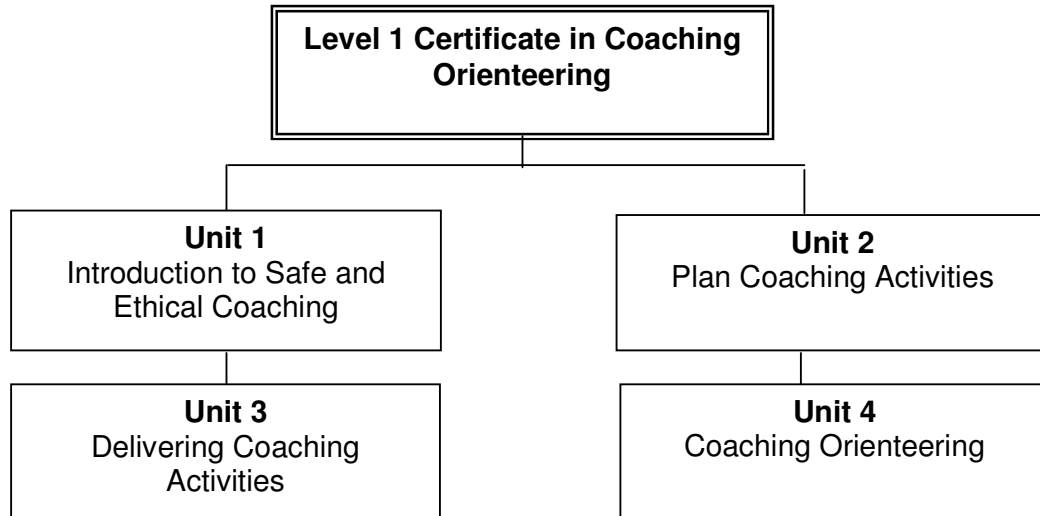 Level 1 Certificate in Coaching
Orienteering
Unit 1
Introduction to Safe and
Ethical Coaching
Unit 2
Plan Coaching Activities
Unit 3
Delivering Coaching
Activities
Unit 4
Coaching Orienteering